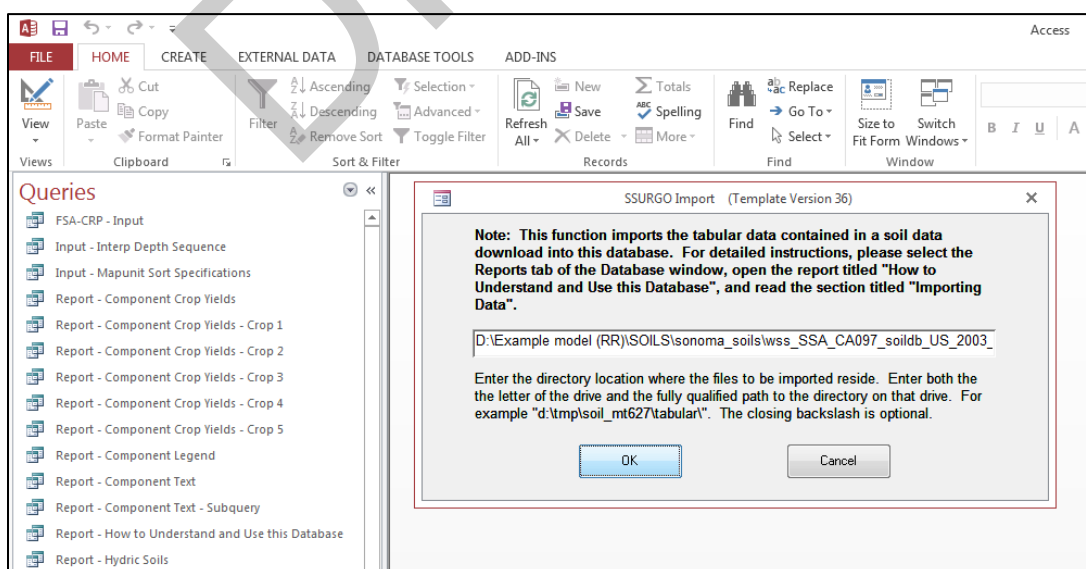 Access
FILE HOME CREATE EXTERNAL DATA DATABASE TOOLS ADD-INS
View
Paste
Cut
Copy
Format Painter
Filter
Ascending
Descending
Remove Sort
Selection
Advanced
Toggle Filter
Refresh
All
New
Save
Delete
Totals
Spelling
More
Find
Replace
Go To
Select
Size to
Fit Form
Switch
Windows
B I U A
Views Clipboard Sort & Filter Records Find Window
Queries
FSA-CRP - Input
Input - Interp Depth Sequence
Input - Mapunit Sort Specifications
Report - Component Crop Yields
Report - Component Crop Yields - Crop 1
Report - Component Crop Yields - Crop 2
Report - Component Crop Yields - Crop 3
Report - Component Crop Yields - Crop 4
Report - Component Crop Yields - Crop 5
Report - Component Legend
Report - Component Text
Report - Component Text - Subquery
Report - How to Understand and Use this Database
Report - Hydric Soils
SSURGO Import (Template Version 36)
Note: This function imports the tabular data contained in a soil data
download into this database. For detailed instructions, please select the
Reports tab of the Database window, open the report titled "How to
Understand and Use this Database", and read the section titled "Importing
Data".
D:\Example model (RR)\SOILS\sonoma_soils\wss_SSA_CA097_soildb_US_2003_
Enter the directory location where the files to be imported reside. Enter both the
the letter of the drive and the fully qualified path to the directory on that drive. For
example "d:\tmp\soil_mt627\tabular\". The closing backslash is optional.
OK
Cancel